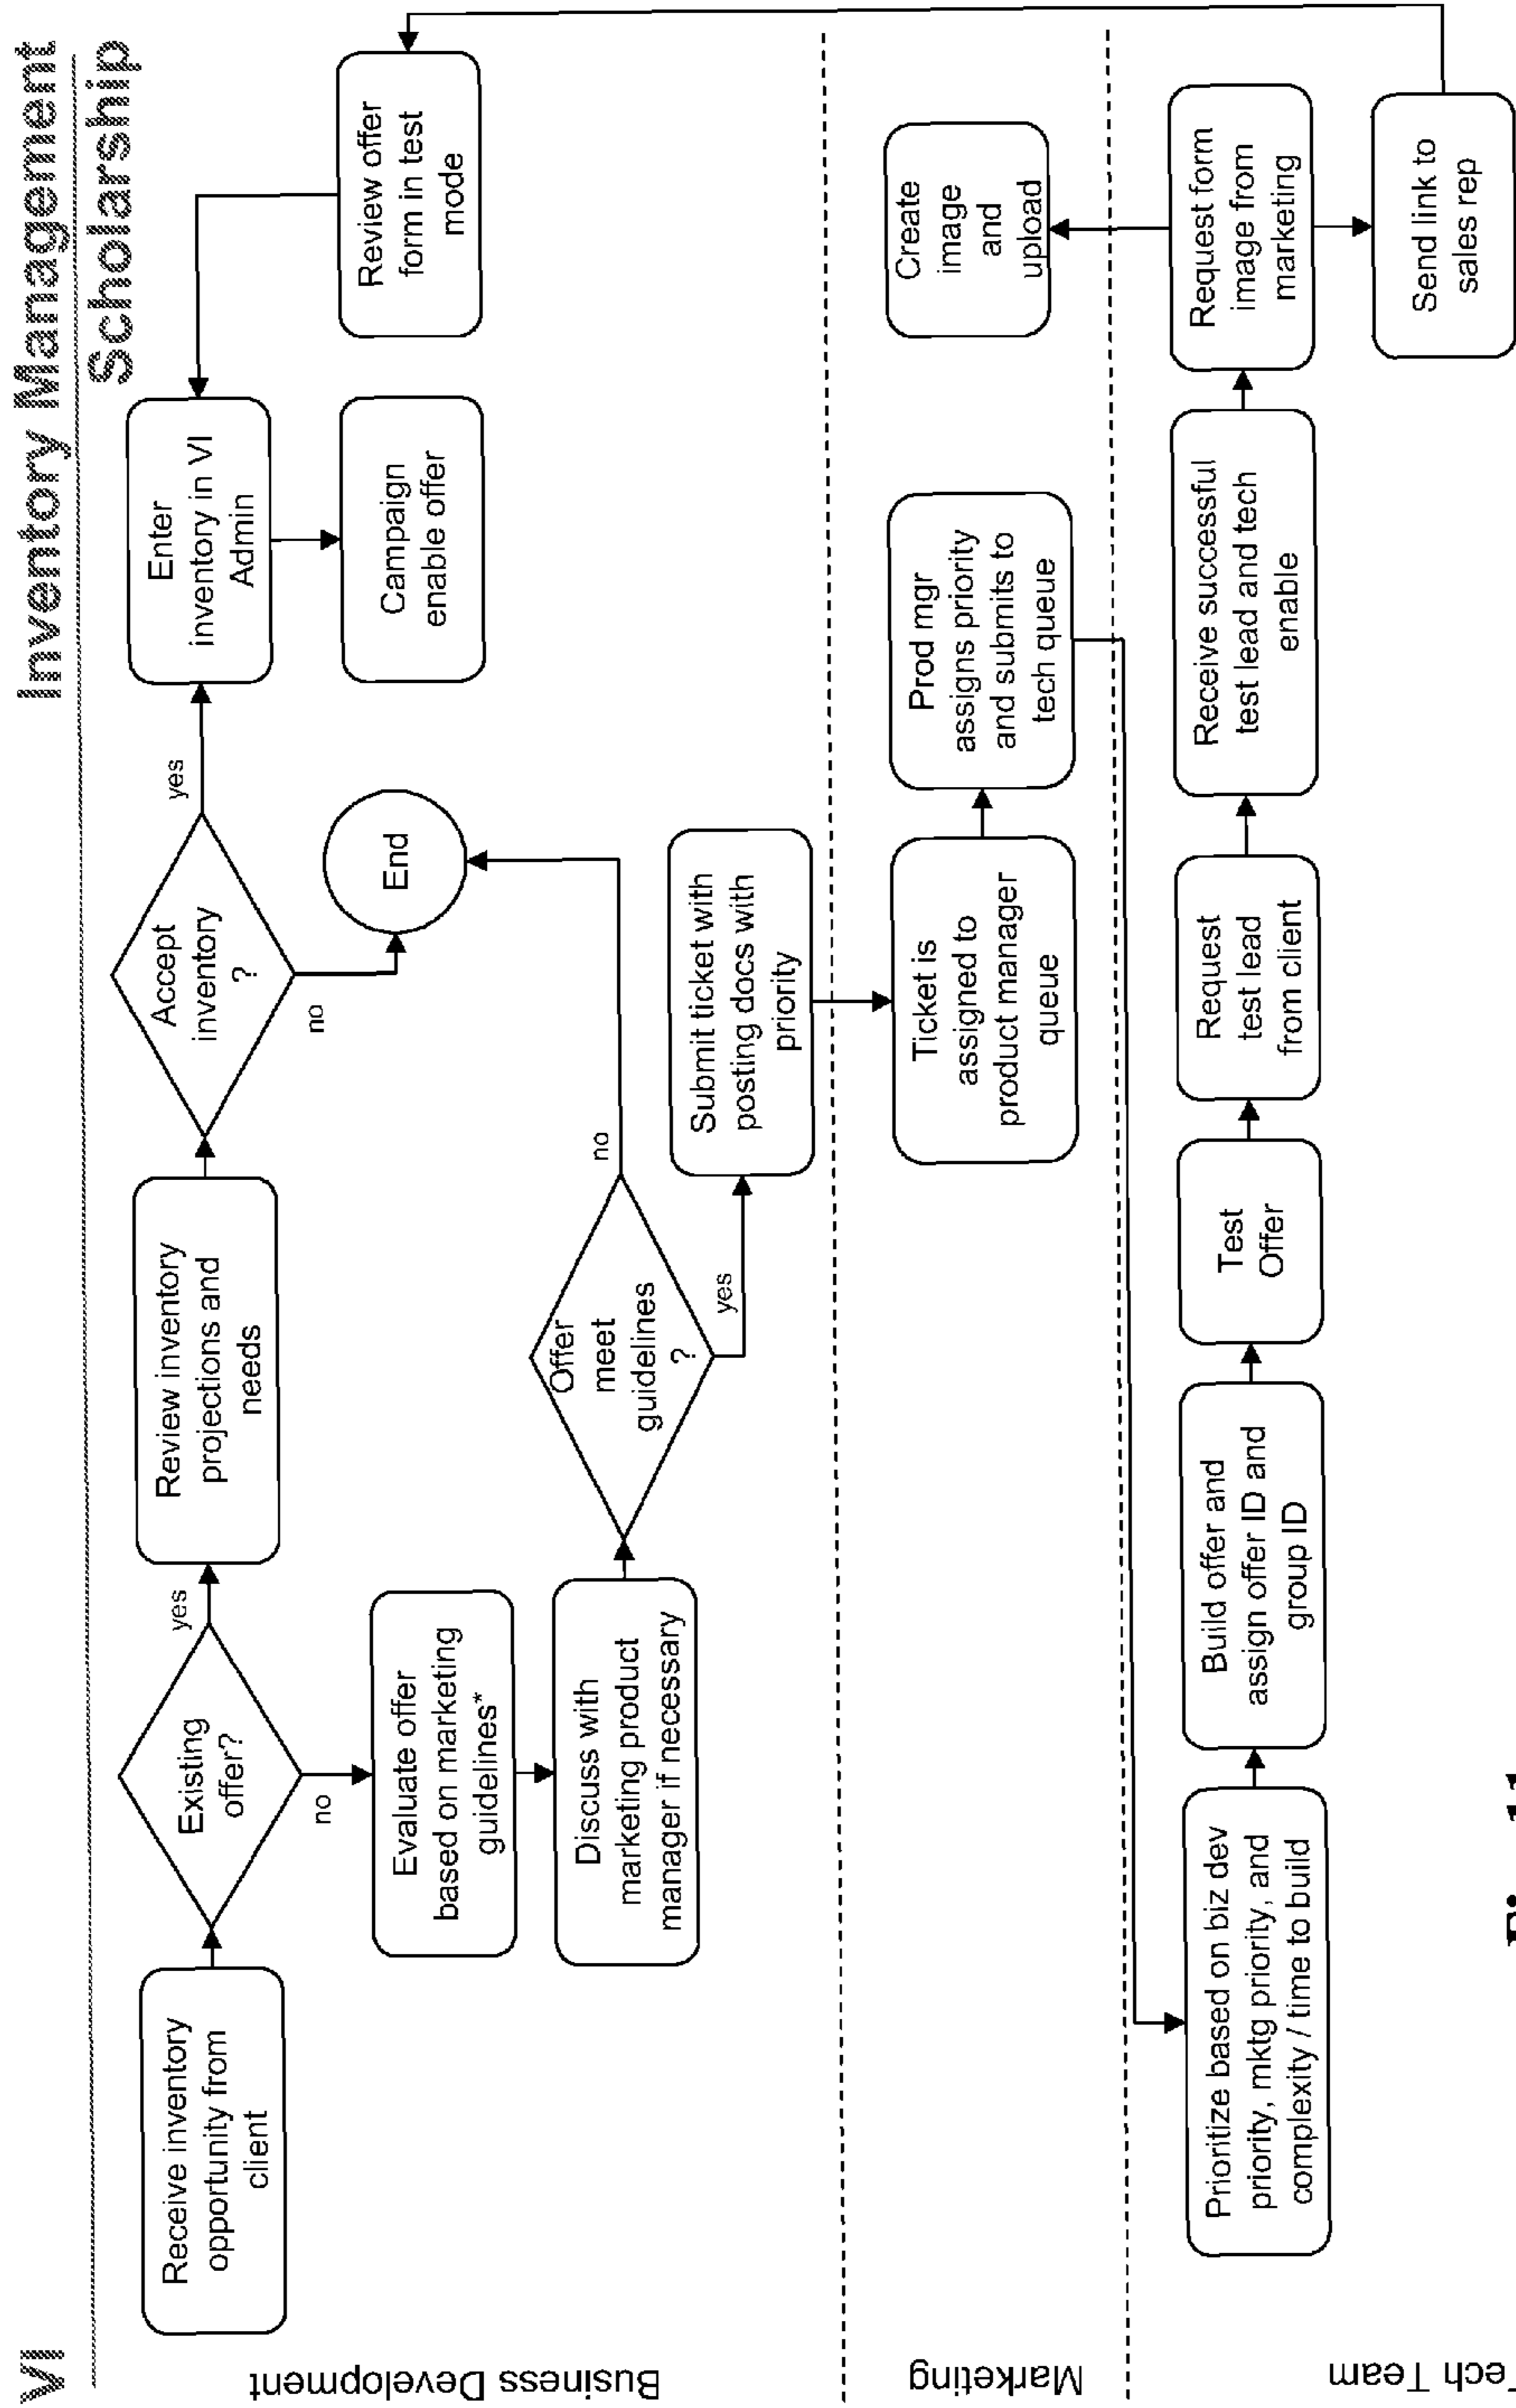 VI
Inventory Management
Scholarship
Business Development
Receive inventory
opportunity from
client
Existing
offer?
yes
no
Review inventory
projections and
needs
Accept
inventory
?
yes
no
Enter
inventory in VI
Admin
Campaign
enable offer
Review offer
form in test
mode
End
Evaluate offer
based on marketing
guidelines*
Discuss with
marketing product
manager if necessary
Offer
meet
guidelines
?
no
yes
Submit ticket with
posting docs with
priority
Marketing
Ticket is
assigned to
product manager
queue
Prod mgr
assigns priority
and submits to
tech queue
Create
image
and
upload
Tech Team
Prioritize based on biz dev
priority, mktg priority, and
complexity / time to build
Build offer and
assign offer ID and
group ID
Test
Offer
Request
test lead
from client
Receive successful
test lead and tech
enable
Request form
image from
marketing
Send link to
sales rep